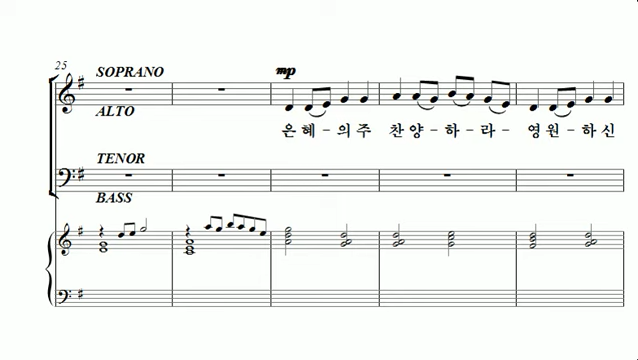 25
SOPRANO
mp
ALTO
은 혜 - 의 주 찬 양 - 하 - 라 - 영 원 - 하 신
TENOR
BASS